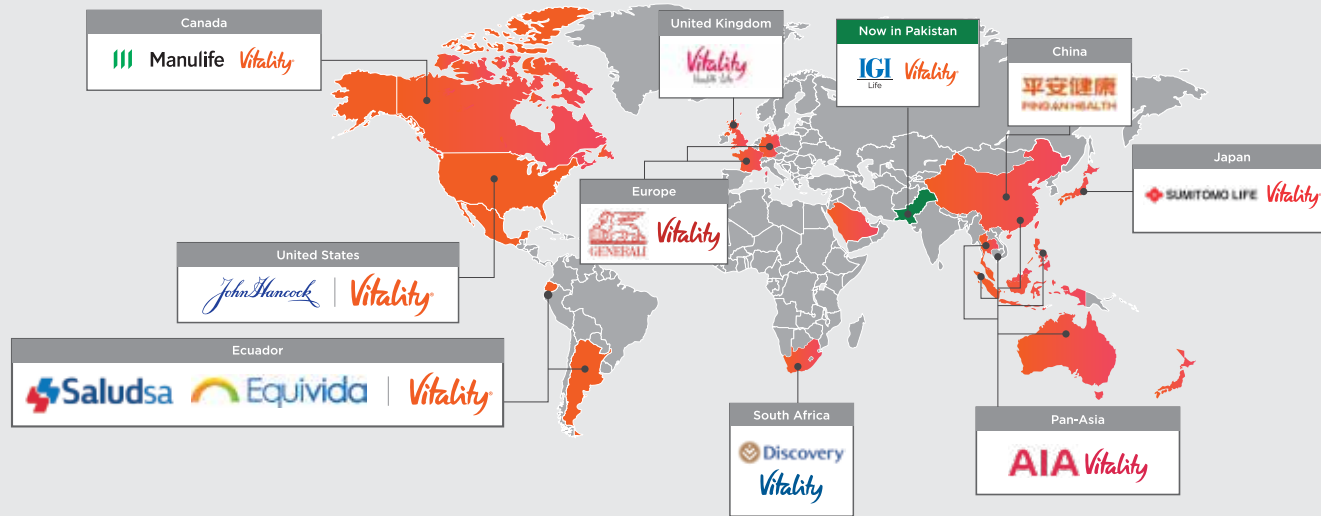 Canada
Manulife Vitality
United Kingdom
Vitality
Health Life
Now in Pakistan
IGI
Life
Vitality
China
平安健康
PING AN HEALTH
Japan
SUMITOMO LIFE Vitality
Europe
GENERALI
Vitality
United States
John Hancock Vitality
Ecuador
Saludsa Equivida Vitality
South Africa
Discovery
Vitality
Pan-Asia
AIA Vitality